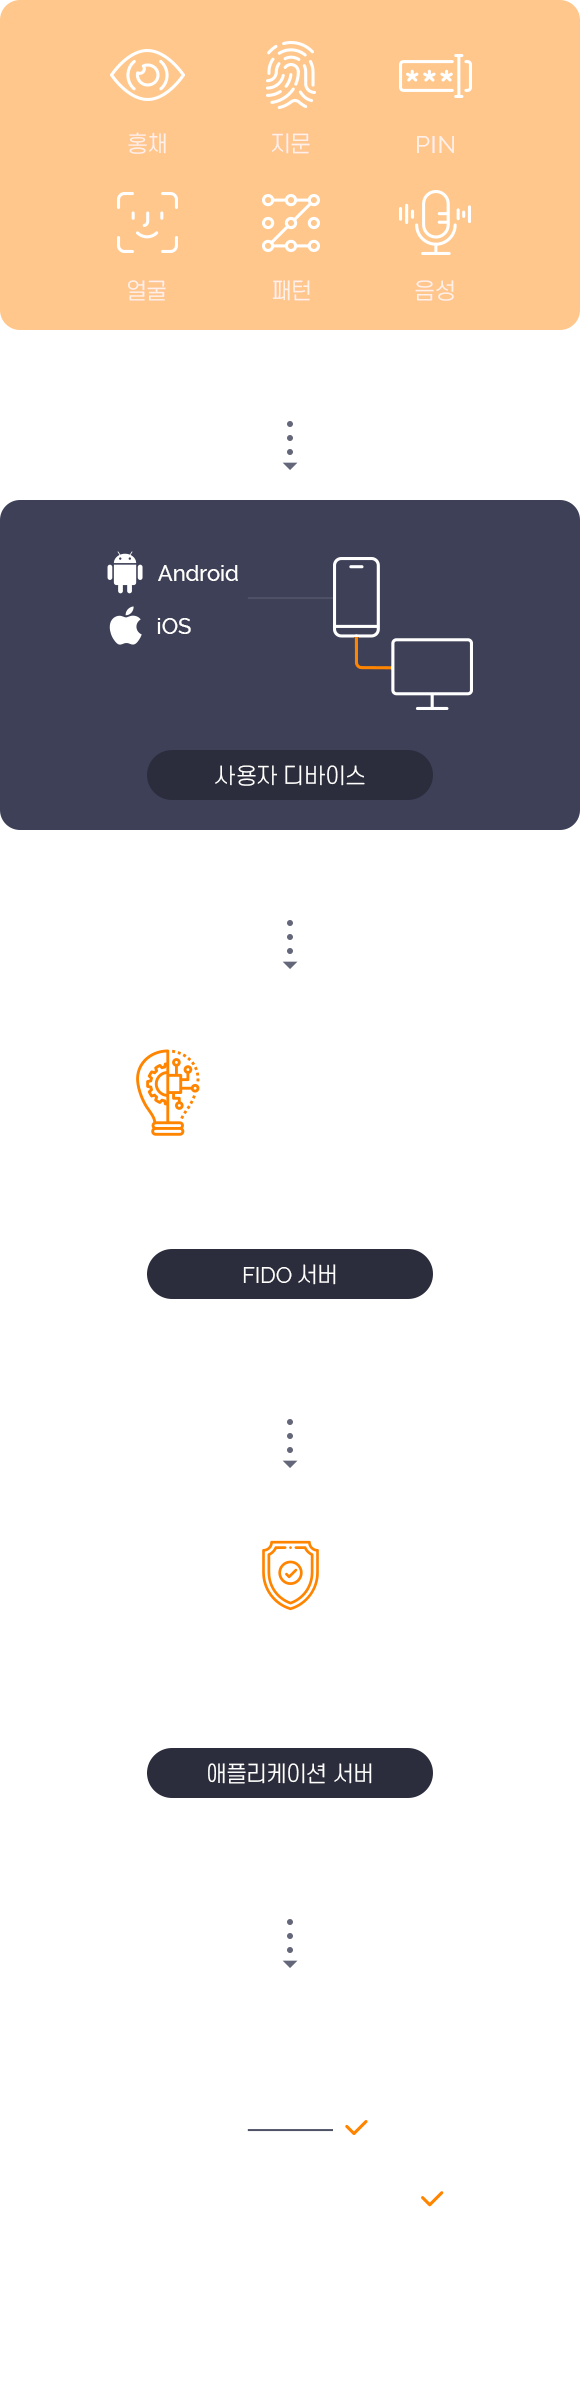 홍채 지문 PIN
얼굴 패턴 음성
Android
iOS
사용자 디바이스
FIDO 서버
애플리케이션 서버